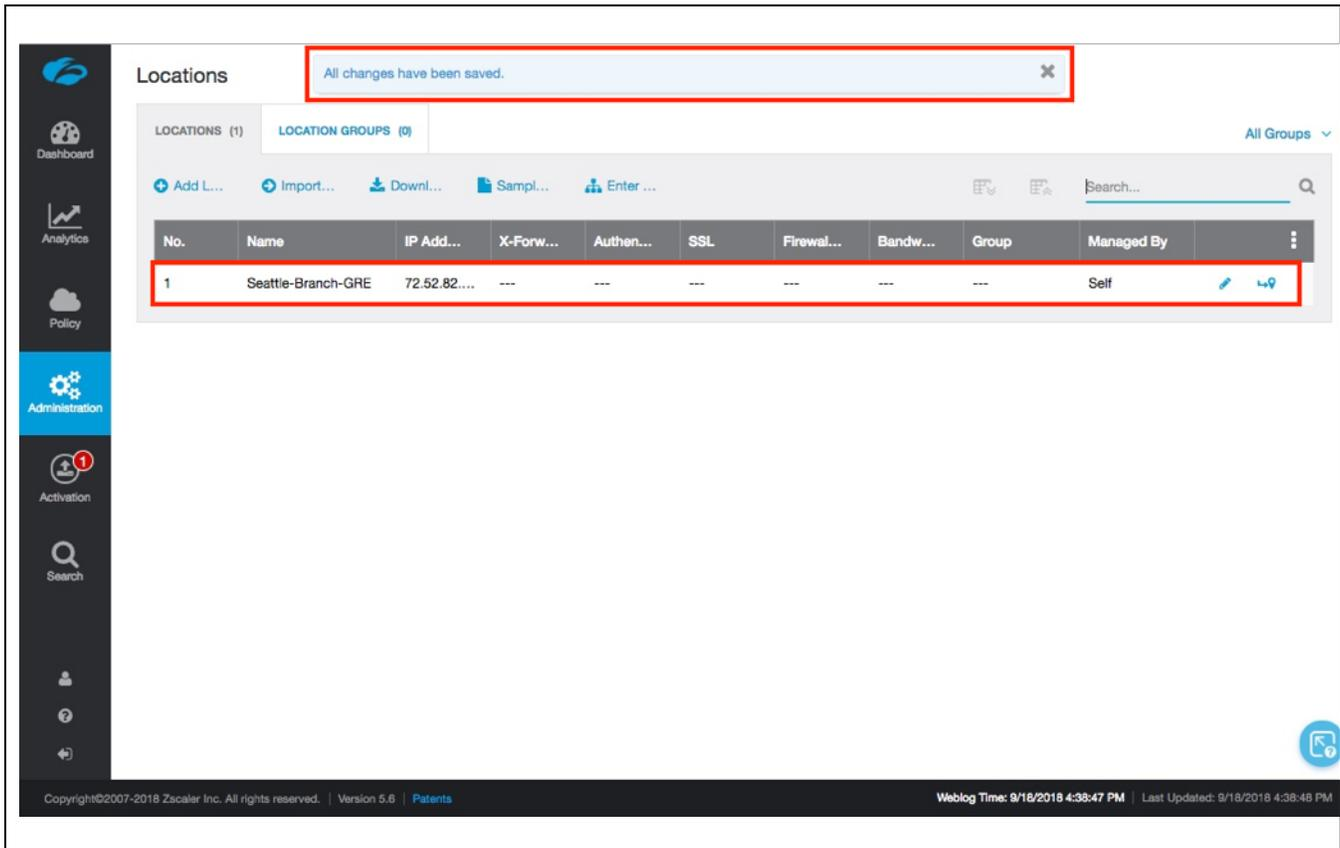 Locations
All changes have been saved.
LOCATIONS (1)
LOCATION GROUPS (0)
All Groups
Add L...
Import...
Downl...
Sampl...
Enter ...
Search...
No. Name IP Add... X-Forw... Authen... SSL Firewal... Bandw... Group Managed By
1 Seattle-Branch-GRE 72.52.82.... --- --- --- --- --- --- Self
Dashboard
Analytics
Policy
Administration
1
Activation
Search
Copyright©2007-2018 Zscaler Inc. All rights reserved. | Version 5.6 | Patents
Weblog Time: 9/18/2018 4:38:47 PM | Last Updated: 9/18/2018 4:38:48 PM